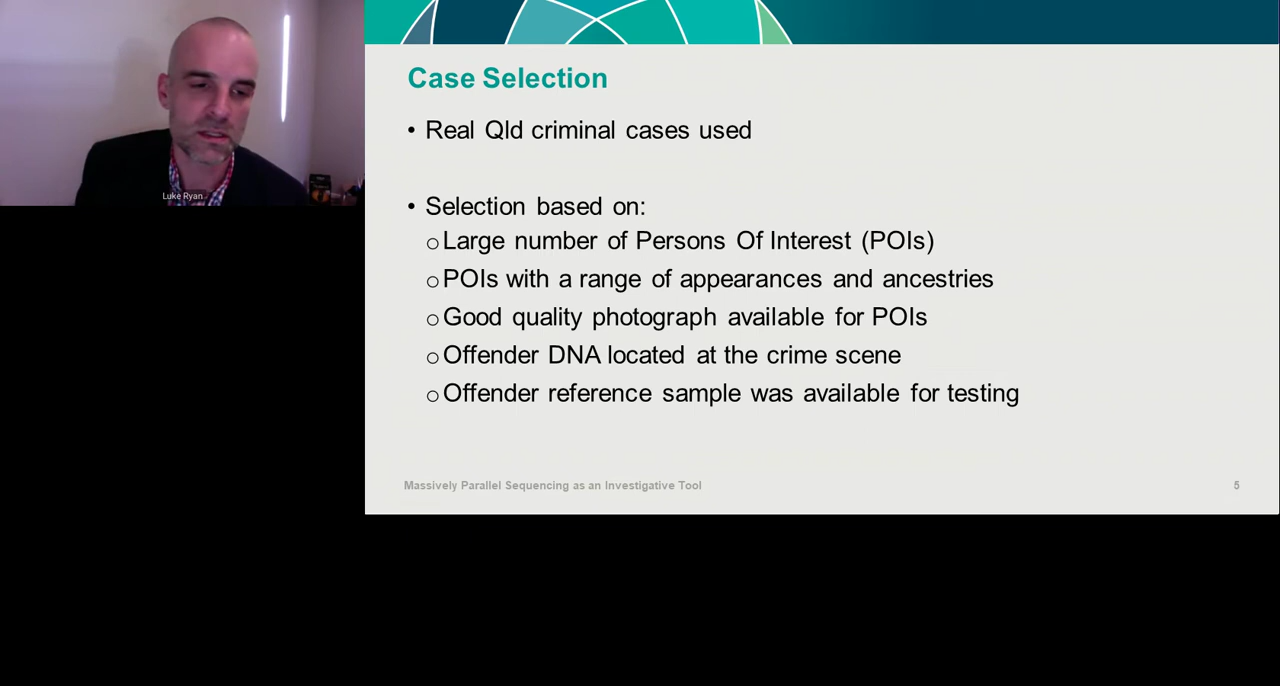 Luke Ryan
Case Selection
• Real Qld criminal cases used
• Selection based on:
o Large number of Persons Of Interest (POIs)
o POIs with a range of appearances and ancestries
o Good quality photograph available for POIs
o Offender DNA located at the crime scene
o Offender reference sample was available for testing
Massively Parallel Sequencing as an Investigative Tool
5